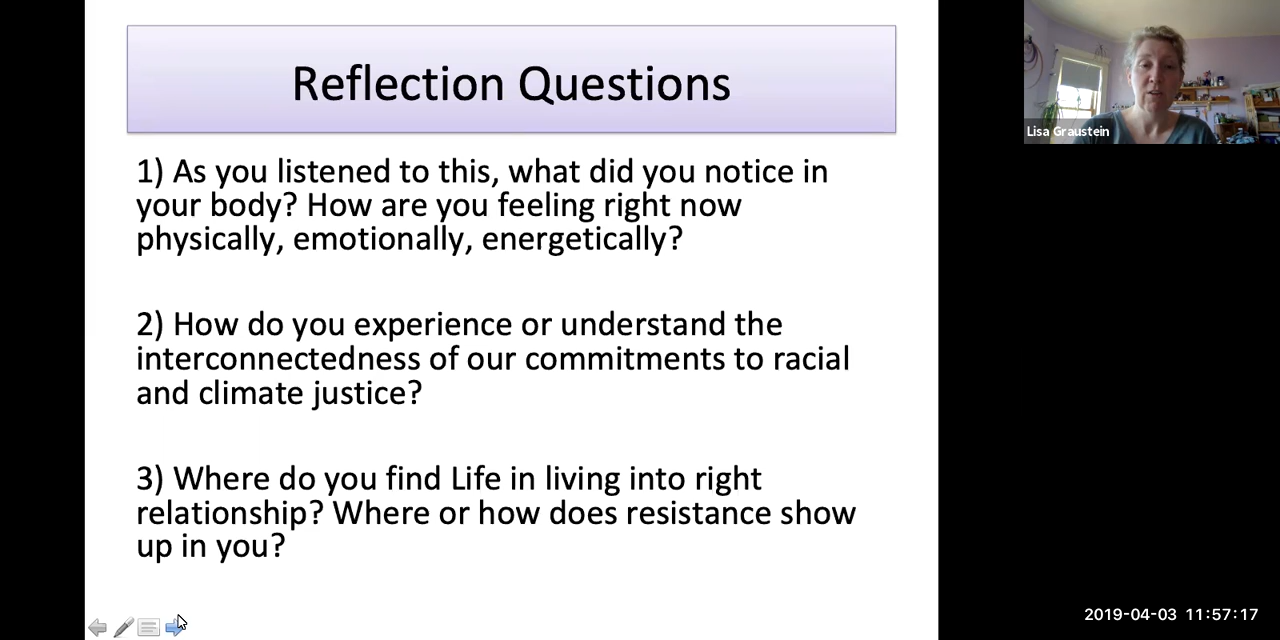 Reflection Questions
1) As you listened to this, what did you notice in
your body? How are you feeling right now
physically, emotionally, energetically?
2) How do you experience or understand the
interconnectedness of our commitments to racial
and climate justice?
3) Where do you find Life in living into right
relationship? Where or how does resistance show
up in you?
Lisa Graustein
2019-04-03 11:57:17